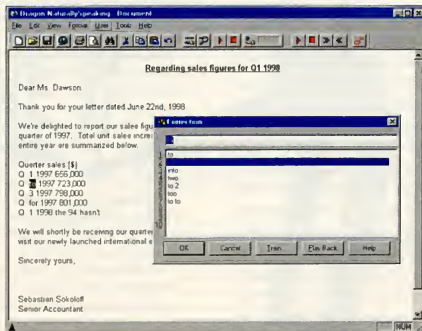 Dragon NaturallySpeaking - Document
File Edit View Format User Tools Help
Regarding sales figures for Q1 1998
Dear Ms. Dawson
Thank you for your letter dated June 22nd, 1998
We're delighted to report our sales figu
quarter of 1997. Total unit sales increa
entire year are summarized below.
Quarter sales ($)
Q 1 1997 656,000
Q to 1997 723,000
Q 3 1997 798,000
Q for 1997 801,000
Q 1 1998 the 94 hasn't
We will shortly be receiving our quarter
visit our newly launched international e
Sincerely yours,
Sebastian Sokoloff
Senior Accountant
Correction
to
into
two
to 2
too
to to
OK Cancel Train Play Back Help
NUM